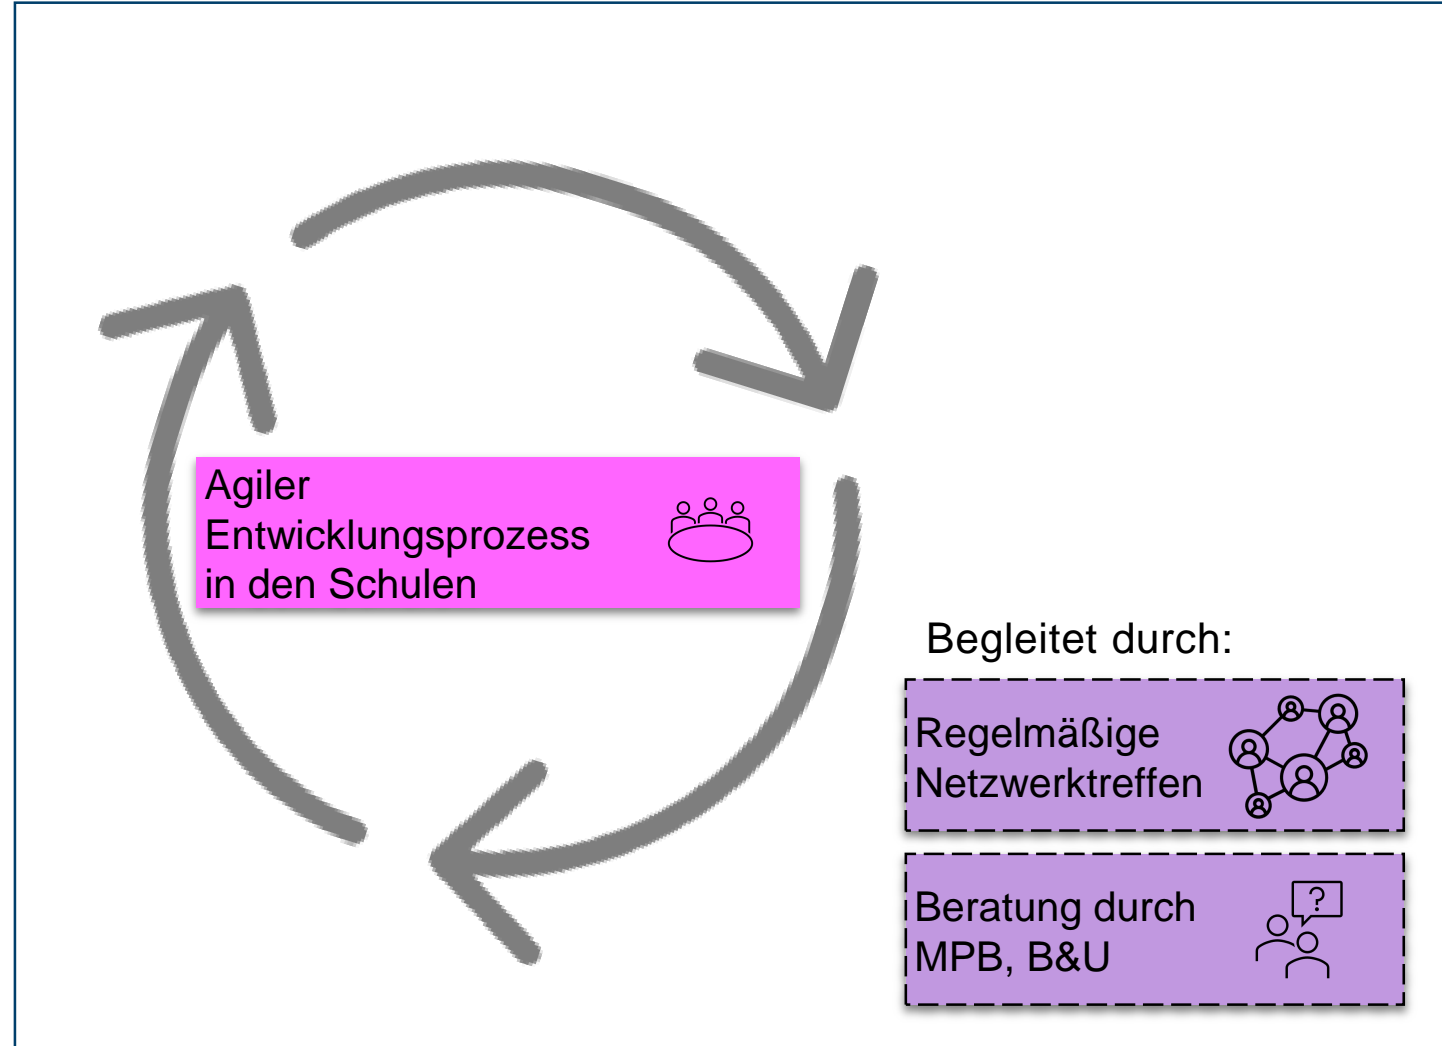 Agiler
Entwicklungsprozess
in den Schulen
Begleitet durch:
Regelmäßige
Netzwerktreffen
Beratung durch
?
MPB, B&U